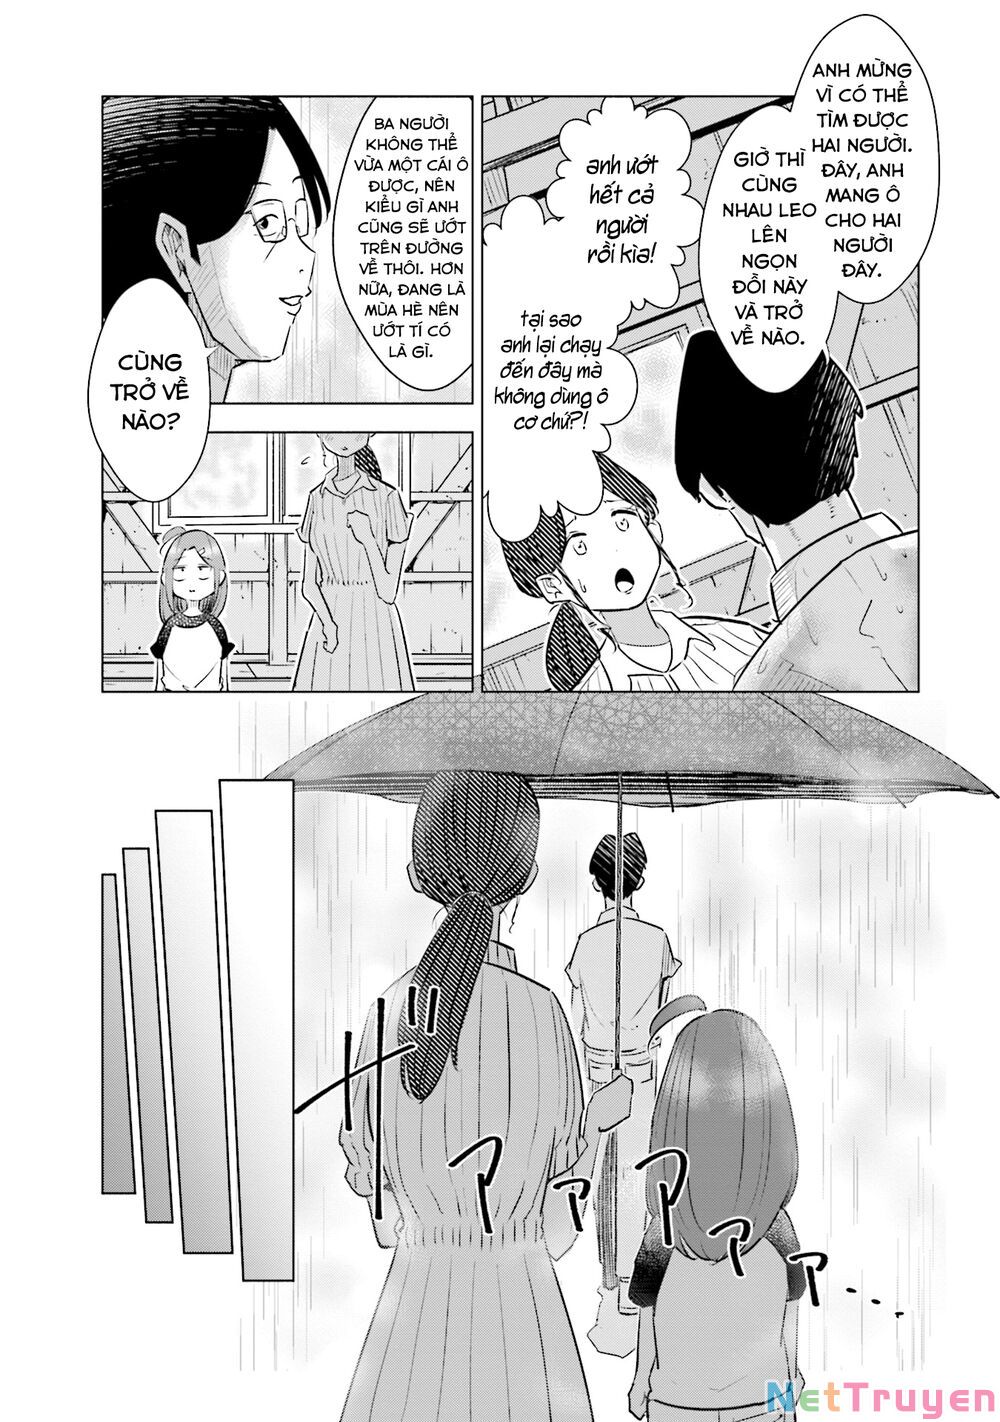 ANH MỪNG
VÌ CÓ THỂ
TÌM ĐƯỢC
HAI NGƯỜI.
ĐÂY, ANH
MANG Ô
CHO HAI
NGƯỜI
ĐÂY.
GIỜ THÌ
CÙNG
NHAU LEO
LÊN
NGỌN
ĐỒI NÀY
VÀ TRỞ
VỀ NÀO.
anh ướt
hết cả
người
rồi kìa!
tại sao
anh lại chạy
đến đây mà
không dùng ô
cơ chứ?!
BA NGƯỜI
KHÔNG THỂ
VỪA MỘT CÁI Ô
ĐƯỢC, NÊN
KIỂU GÌ ANH
CŨNG SẼ ƯỚT
TRÊN ĐƯỜNG
VỀ THÔI. HƠN
NỮA, ĐANG LÀ
MÙA HÈ NÊN
ƯỚT TÍ CÓ
LÀ GÌ.
CÙNG
TRỞ VỀ
NÀO?
ザアアアア…
NetTruyen